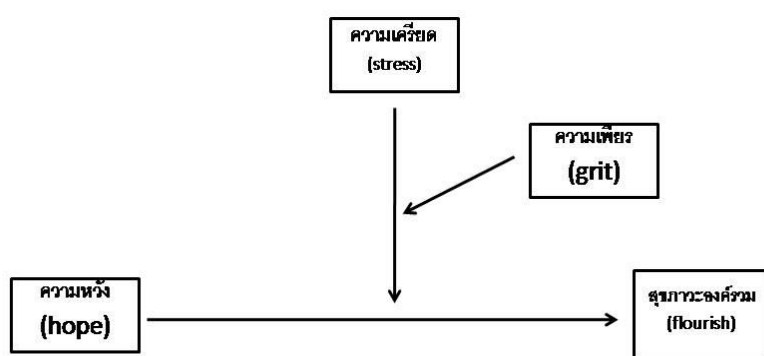 ความเครียด
(stress)
ความเพียร
(grit)
ความหวัง
(hope)
สุขภาวะองค์รวม
(flourish)